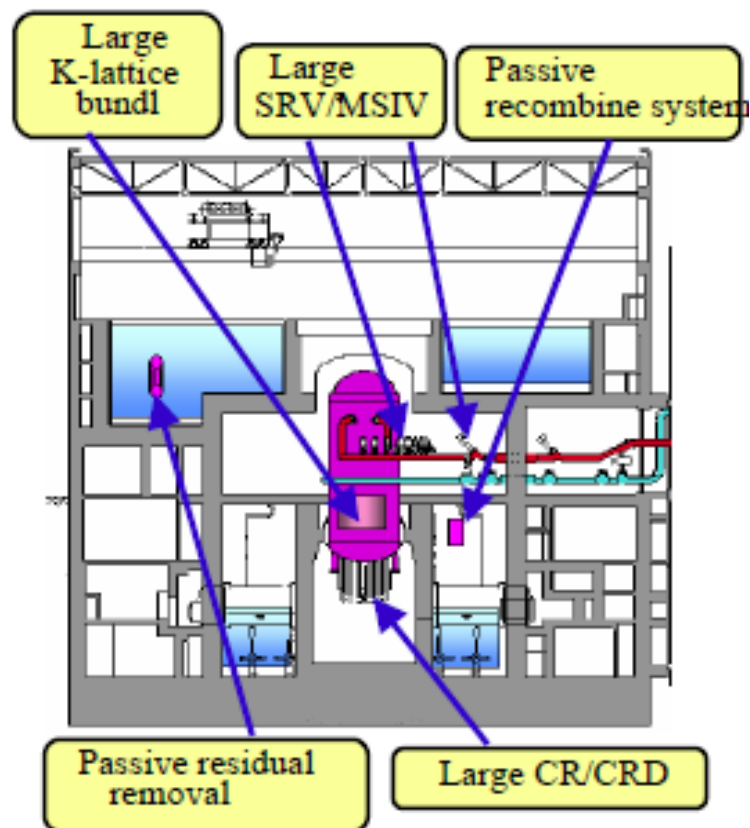 Large
K-lattice
bundl
Large
SRV/MSIV
Passive
recombine system
Passive residual
removal
Large CR/CRD